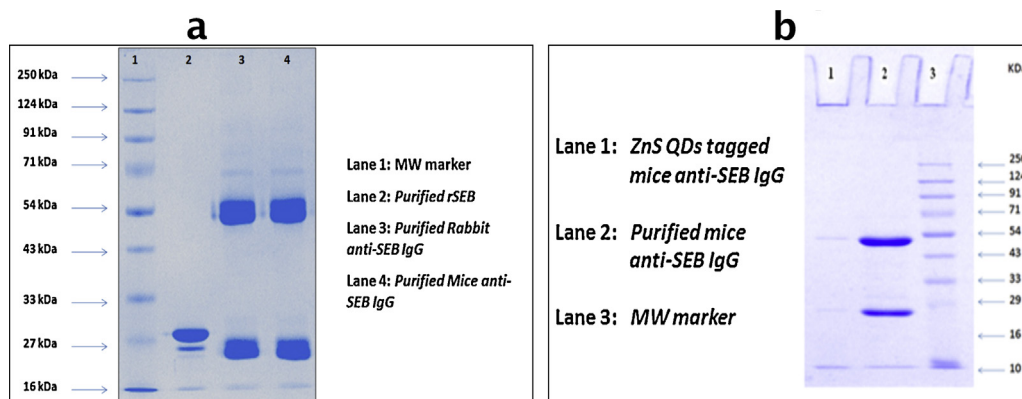 a
b
1 2 3 4
250 kDa
124 kDa
91 kDa
71 kDa
54 kDa
43 kDa
33 kDa
27 kDa
16 kDa
Lane 1: MW marker
Lane 2: Purified rSEB
Lane 3: Purified Rabbit
anti-SEB IgG
Lane 4: Purified Mice anti-
SEB IgG
Lane 1: ZnS QDs tagged
mice anti-SEB IgG
Lane 2: Purified mice
anti-SEB IgG
Lane 3: MW marker
1 2 3
91
71
54
43
33
29
16
10